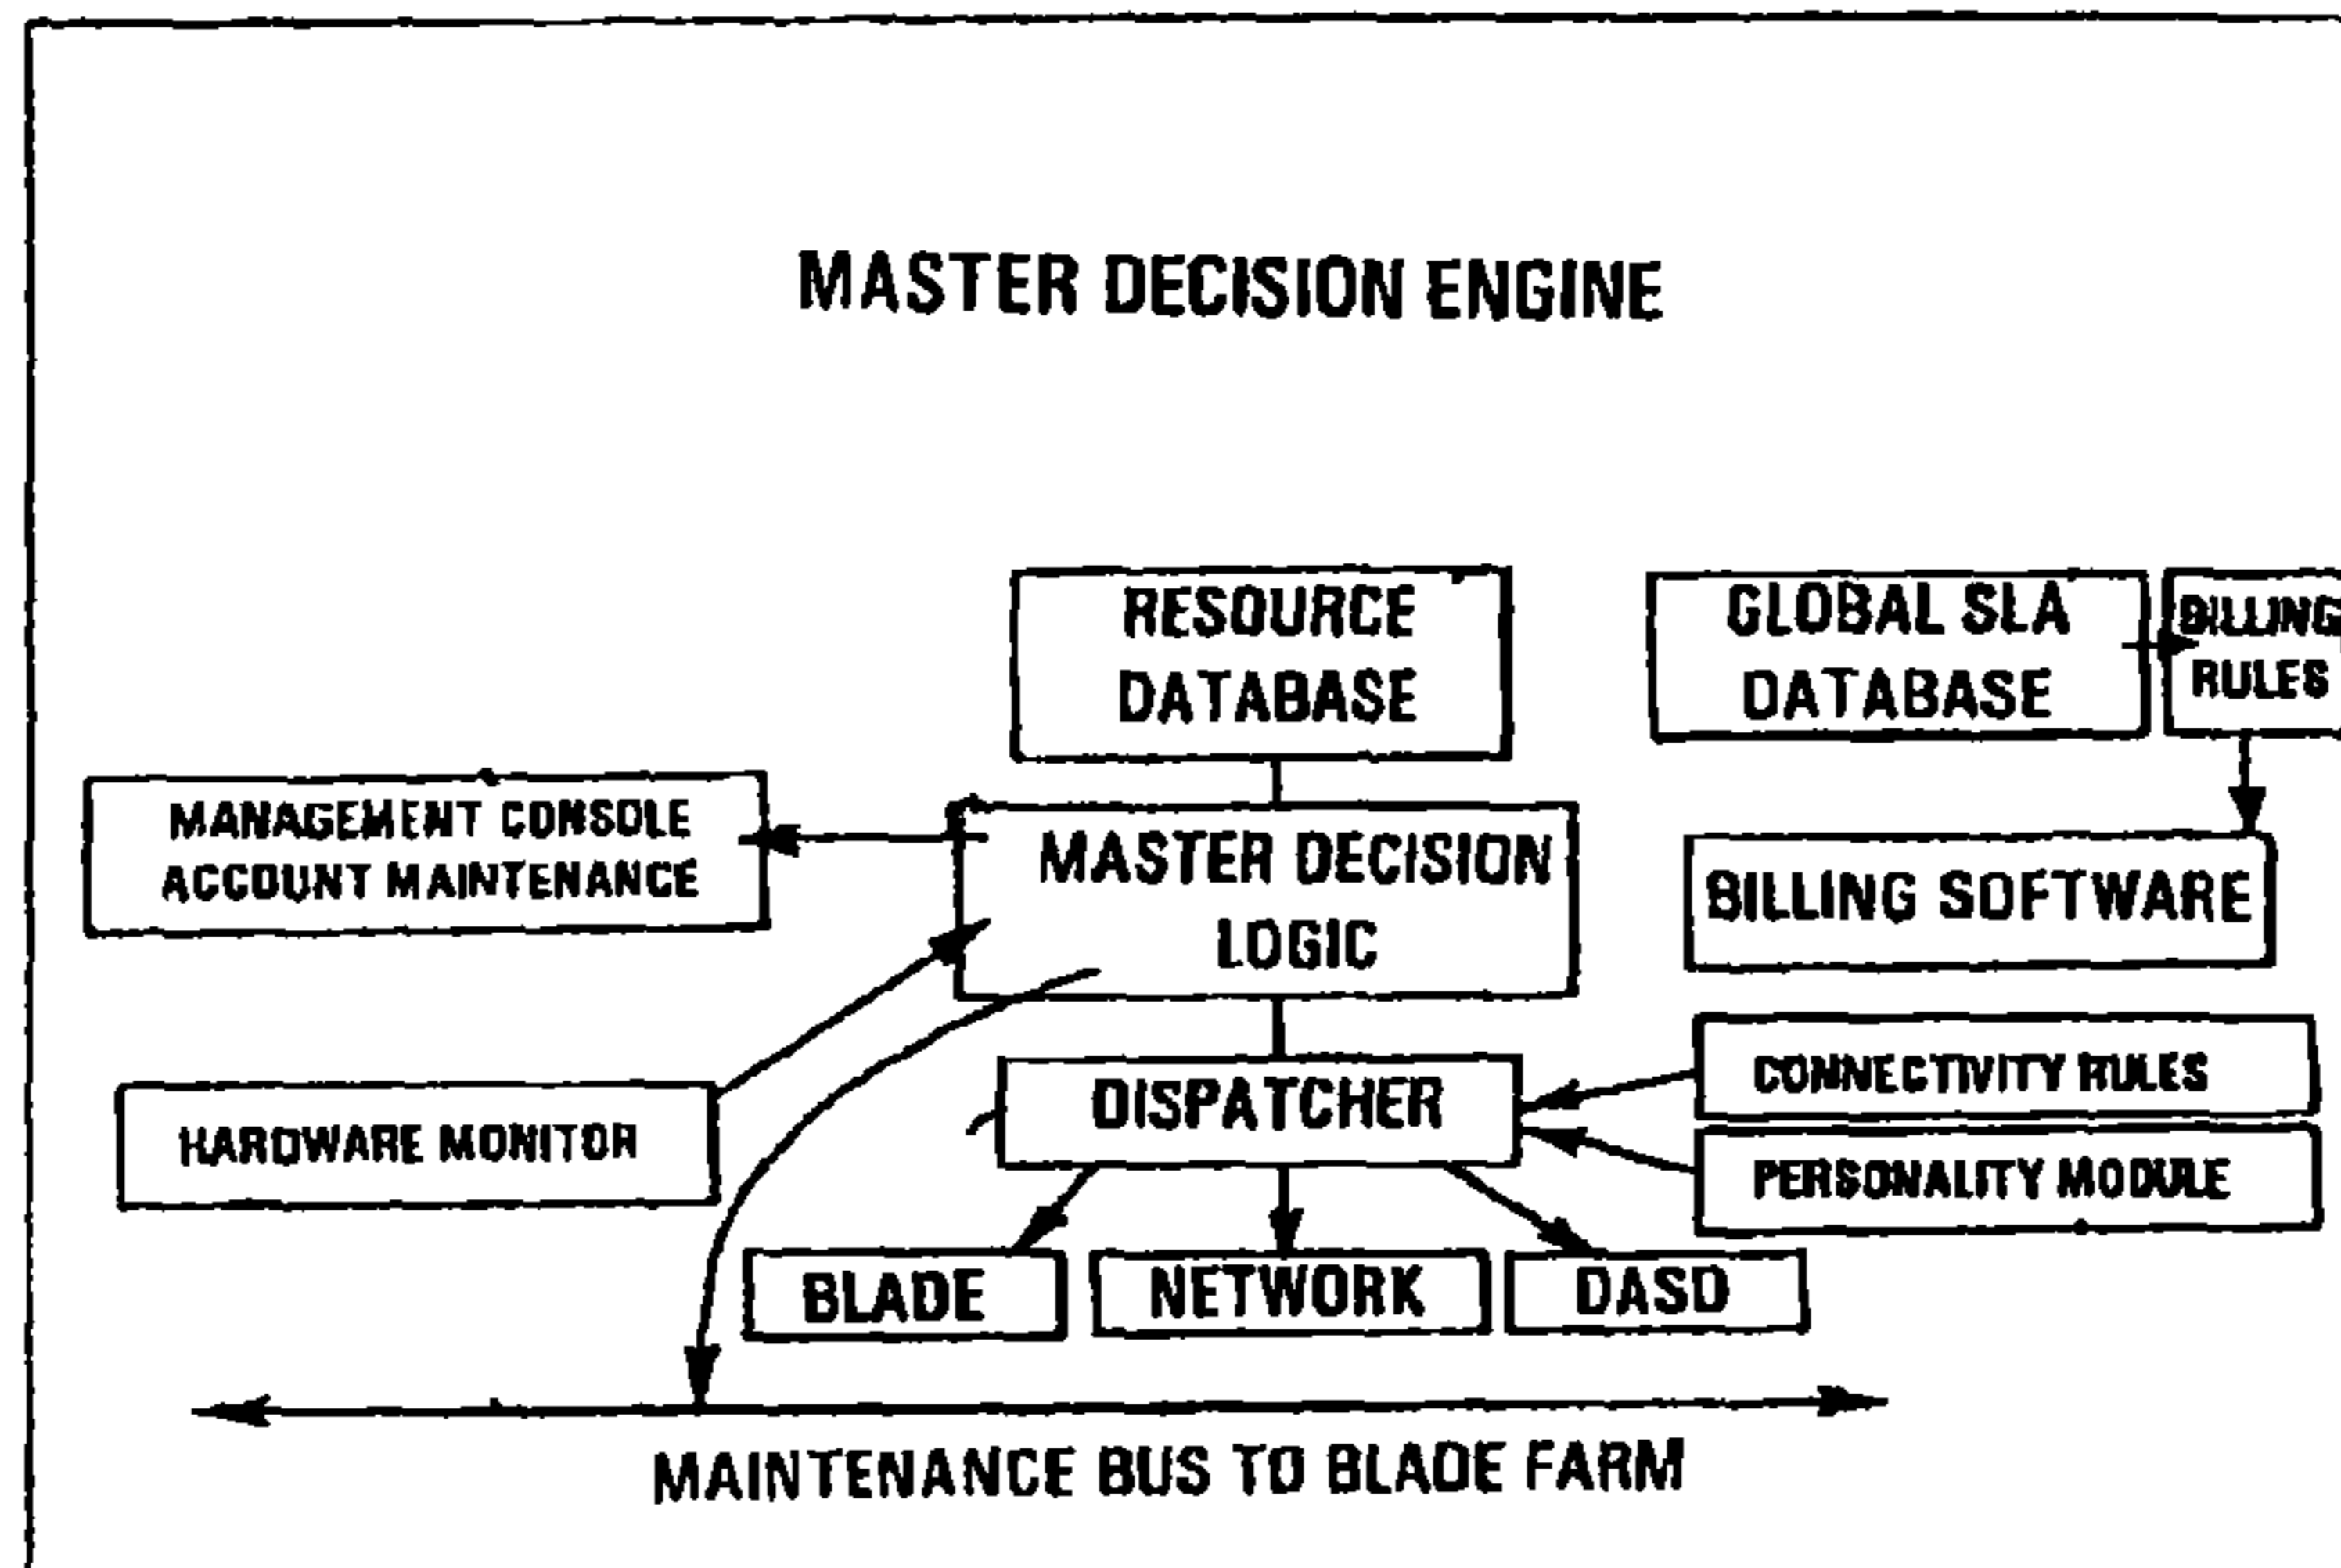 MASTER DECISION ENGINE
RESOURCE
DATABASE
GLOBAL SLA
DATABASE
BILLING
RULES
MANAGEMENT CONSOLE
ACCOUNT MAINTENANCE
MASTER DECISION
LOGIC
BILLING SOFTWARE
HARDWARE MONITOR
DISPATCHER
CONNECTIVITY RULES
PERSONALITY MODULE
BLADE
NETWORK
DASD
MAINTENANCE BUS TO BLADE FARM